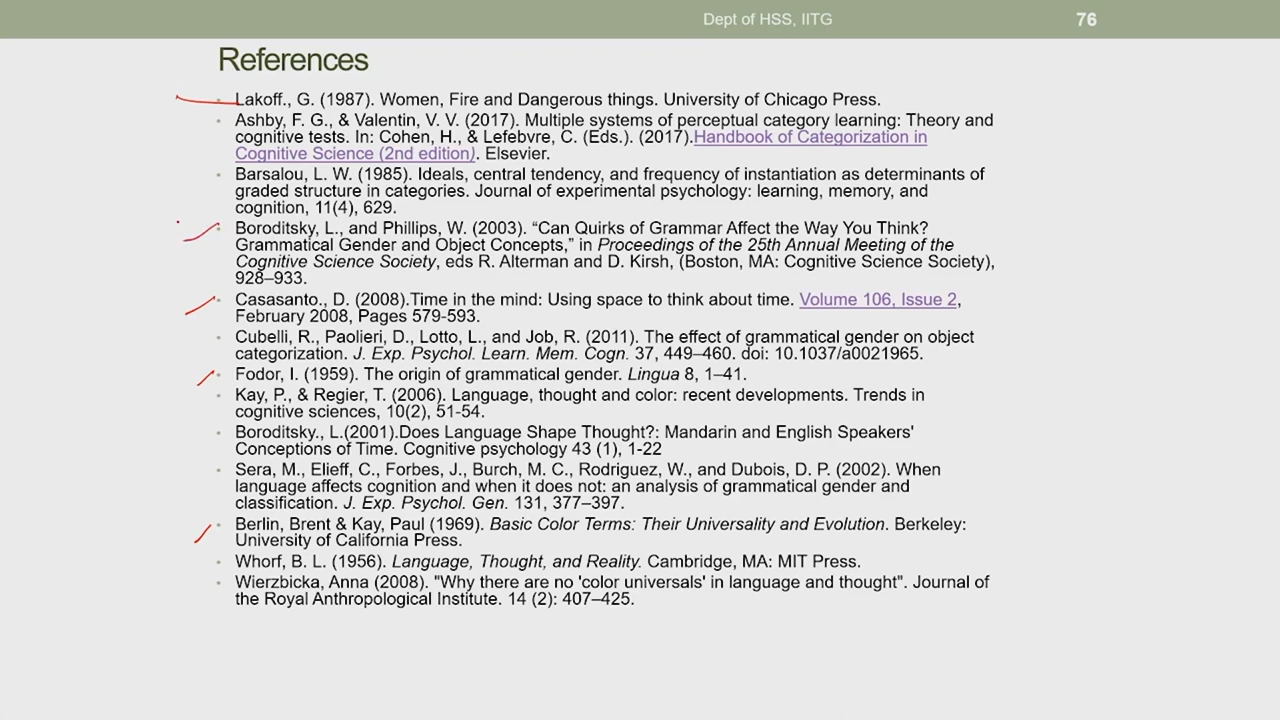 Dept of HSS, IITG
76
References
Lakoff., G. (1987). Women, Fire and Dangerous things. University of Chicago Press.
Ashby, F. G., & Valentin, V. V. (2017). Multiple systems of perceptual category learning: Theory and
cognitive tests. In: Cohen, H., & Lefebvre, C. (Eds.). (2017).Handbook of Categorization in
Cognitive Science (2nd edition). Elsevier.
Barsalou, L. W. (1985). Ideals, central tendency, and frequency of instantiation as determinants of
graded structure in categories. Journal of experimental psychology: learning, memory, and
cognition, 11(4), 629.
Boroditsky, L., and Phillips, W. (2003). “Can Quirks of Grammar Affect the Way You Think?
Grammatical Gender and Object Concepts,” in Proceedings of the 25th Annual Meeting of the
Cognitive Science Society, eds R. Alterman and D. Kirsh, (Boston, MA: Cognitive Science Society),
928–933.
Casasanto., D. (2008).Time in the mind: Using space to think about time. Volume 106, Issue 2,
February 2008, Pages 579-593.
Cubelli, R., Paolieri, D., Lotto, L., and Job, R. (2011). The effect of grammatical gender on object
categorization. J. Exp. Psychol. Learn. Mem. Cogn. 37, 449–460. doi: 10.1037/a0021965.
Fodor, I. (1959). The origin of grammatical gender. Lingua 8, 1–41.
Kay, P., & Regier, T. (2006). Language, thought and color: recent developments. Trends in
cognitive sciences, 10(2), 51-54.
Boroditsky., L.(2001).Does Language Shape Thought?: Mandarin and English Speakers'
Conceptions of Time. Cognitive psychology 43 (1), 1-22
Sera, M., Elieff, C., Forbes, J., Burch, M. C., Rodriguez, W., and Dubois, D. P. (2002). When
language affects cognition and when it does not: an analysis of grammatical gender and
classification. J. Exp. Psychol. Gen. 131, 377–397.
Berlin, Brent & Kay, Paul (1969). Basic Color Terms: Their Universality and Evolution. Berkeley:
University of California Press.
Whorf, B. L. (1956). Language, Thought, and Reality. Cambridge, MA: MIT Press.
Wierzbicka, Anna (2008). "Why there are no 'color universals' in language and thought". Journal of
the Royal Anthropological Institute. 14 (2): 407–425.